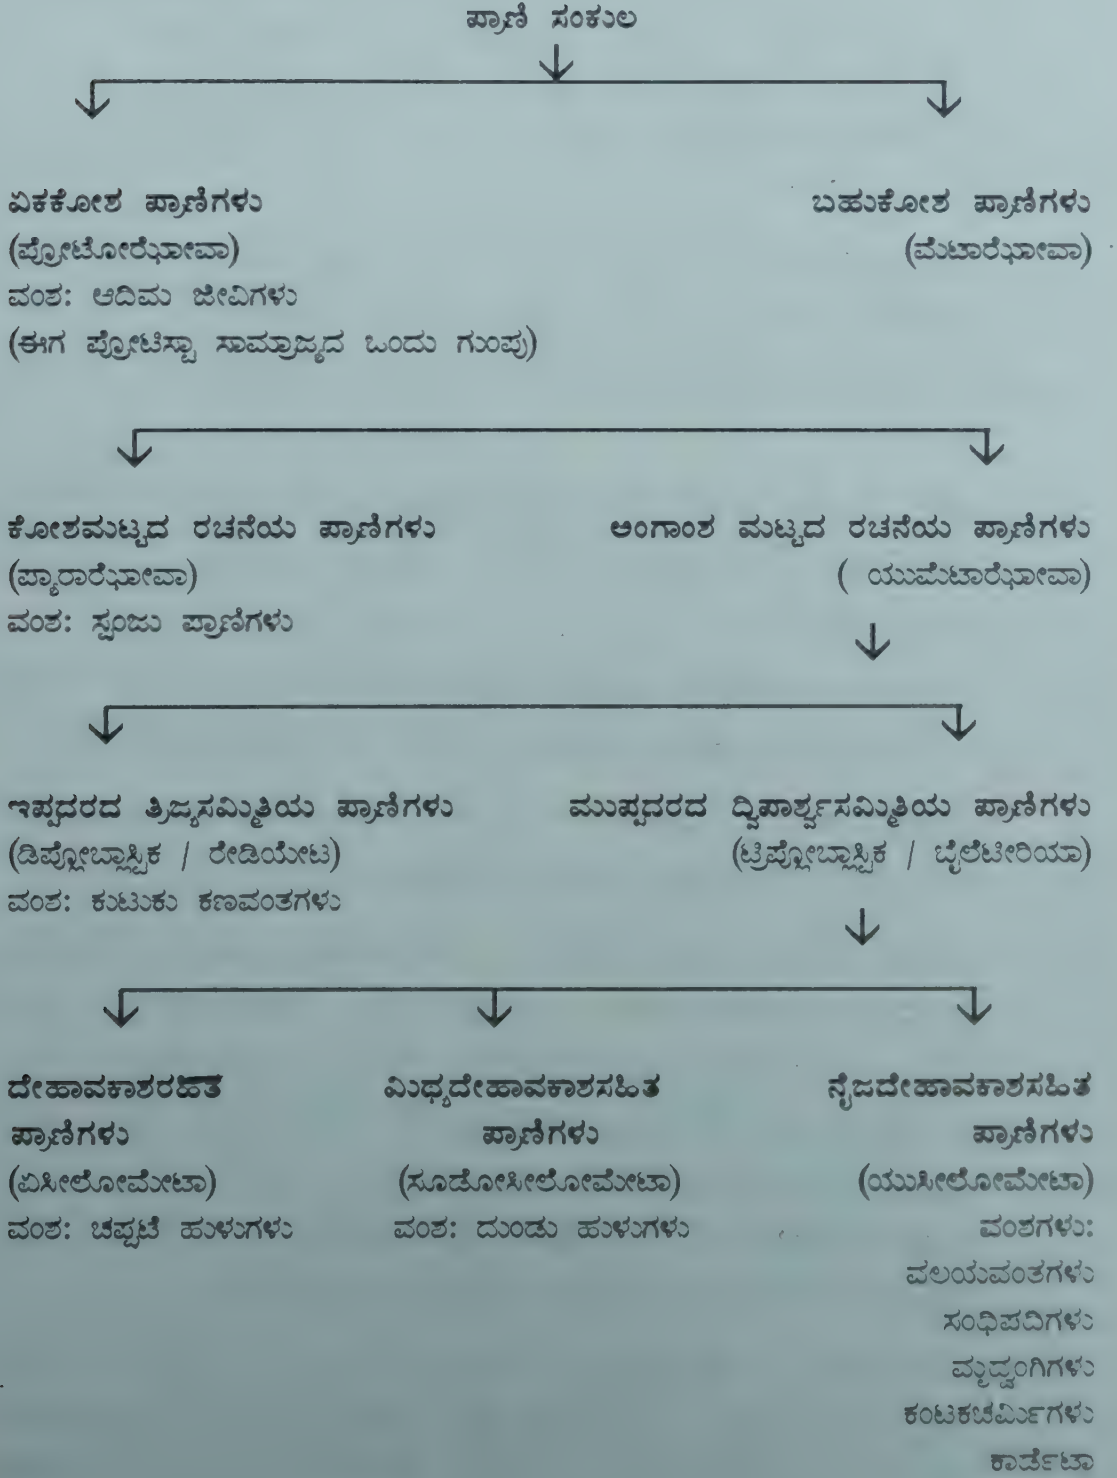 ಪ್ರಾಣಿ ಸಂಕುಲ
ಏಕಕೋಶ ಪ್ರಾಣಿಗಳು
(ಪ್ರೋಟೋಝೋವಾ)
ವಂಶ: ಆದಿಮ ಜೀವಿಗಳು
(ಈಗ ಪ್ರೋಟಿಸ್ಟಾ ಸಾಮ್ರಾಜ್ಯದ ಒಂದು ಗುಂಪು)
ಬಹುಕೋಶ ಪ್ರಾಣಿಗಳು
(ಮೆಟಾಝೋವಾ)
ಕೋಶಮಟ್ಟದ ರಚನೆಯ ಪ್ರಾಣಿಗಳು
(ಪ್ಯಾರಾಝೋವಾ)
ವಂಶ: ಸ್ಪಂಜು ಪ್ರಾಣಿಗಳು
ಅಂಗಾಂಶ ಮಟ್ಟದ ರಚನೆಯ ಪ್ರಾಣಿಗಳು
( ಯುಮೆಟಾಝೋವಾ)
ಇಪ್ಪದರದ ತ್ರಿಜ್ಯಸಮ್ಮಿತಿಯ ಪ್ರಾಣಿಗಳು
(ಡಿಪ್ಲೋಬ್ಲಾಸ್ಟಿಕ / ರೇಡಿಯೇಟ)
ವಂಶ: ಕುಟುಕು ಕಣವಂತಗಳು
ಮುಪ್ಪದರದ ದ್ವಿಪಾರ್ಶ್ವಸಮ್ಮಿತಿಯ ಪ್ರಾಣಿಗಳು
(ಟ್ರಿಪ್ಲೋಬ್ಲಾಸ್ಟಿಕ / ಬೈಲೆಟೀರಿಯಾ)
ದೇಹಾವಕಾಶರಹಿತ
ಪ್ರಾಣಿಗಳು
(ಏಸೀಲೋಮೇಟಾ)
ವಂಶ: ಚಪ್ಪಟೆ ಹುಳುಗಳು
ಮಿಥ್ಯದೇಹಾವಕಾಶಸಹಿತ
ಪ್ರಾಣಿಗಳು
(ಸೂಡೋಸೀಲೋಮೇಟಾ)
ವಂಶ: ದುಂಡು ಹುಳುಗಳು
ನೈಜದೇಹಾವಕಾಶಸಹಿತ
ಪ್ರಾಣಿಗಳು
(ಯುಸೀಲೋಮೇಟಾ)
ವಂಶಗಳು:
ವಲಯವಂತಗಳು
ಸಂಧಿಪದಿಗಳು
ಮೃದ್ವಂಗಿಗಳು
ಕಂಟಕಚರ್ಮಿಗಳು
ಕಾರ್ಡೇಟಾ